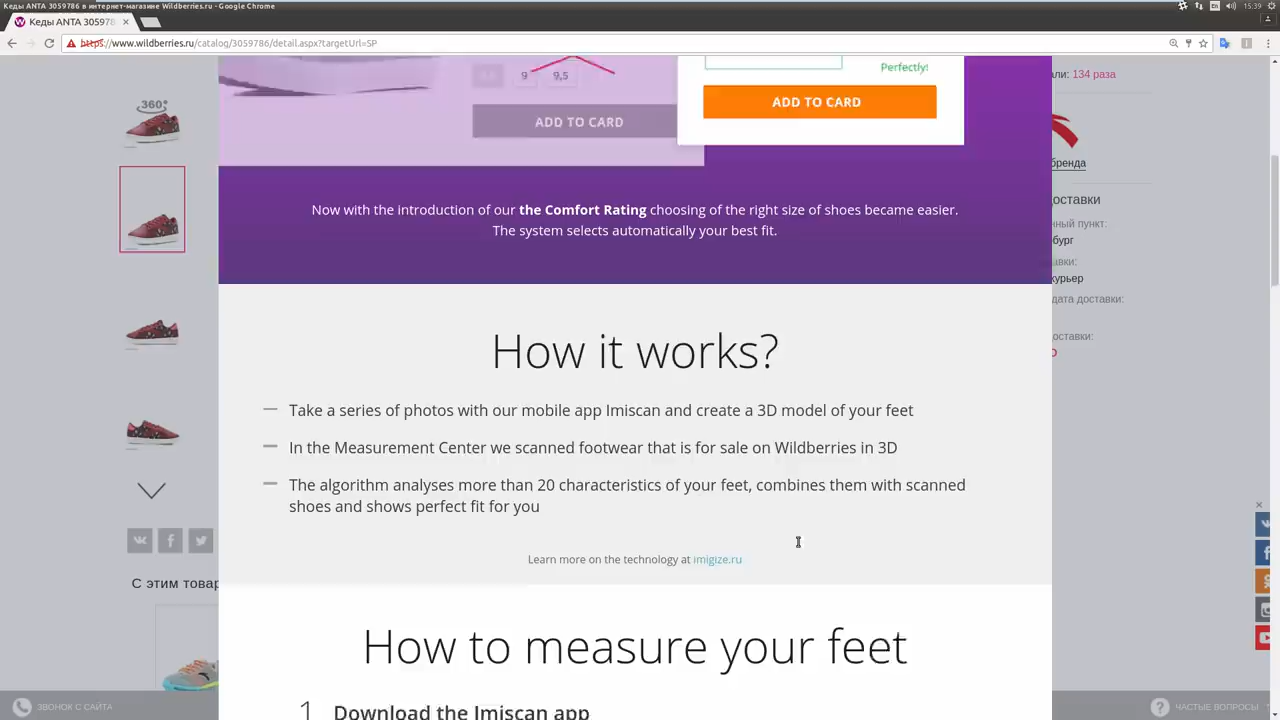 Кеды ANTA 3059786 в интернет-магазине Wildberries.ru - Google Chrome
En
15:39
Кеды ANTA 305978
https://www.wildberries.ru/catalog/3059786/detail.aspx?targetUrl=SP
9
9,5
Perfectly!
ADD TO CARD
ADD TO CARD
360°
али: 134 раза
бренда
Now with the introduction of our the Comfort Rating choosing of the right size of shoes became easier.
The system selects automatically your best fit.
оставки
нный пункт:
бург
авки:
курьер
дата доставки:
оставки:
How it works?
Take a series of photos with our mobile app Imiscan and create a 3D model of your feet
In the Measurement Center we scanned footwear that is for sale on Wildberries in 3D
The algorithm analyses more than 20 characteristics of your feet, combines them with scanned
shoes and shows perfect fit for you
Learn more on the technology at imigize.ru
С этим товар
How to measure your feet
1 Download the Imiscan app
ЗВОНОК С САЙТА
ЧАСТЫЕ ВОПРОСЫ